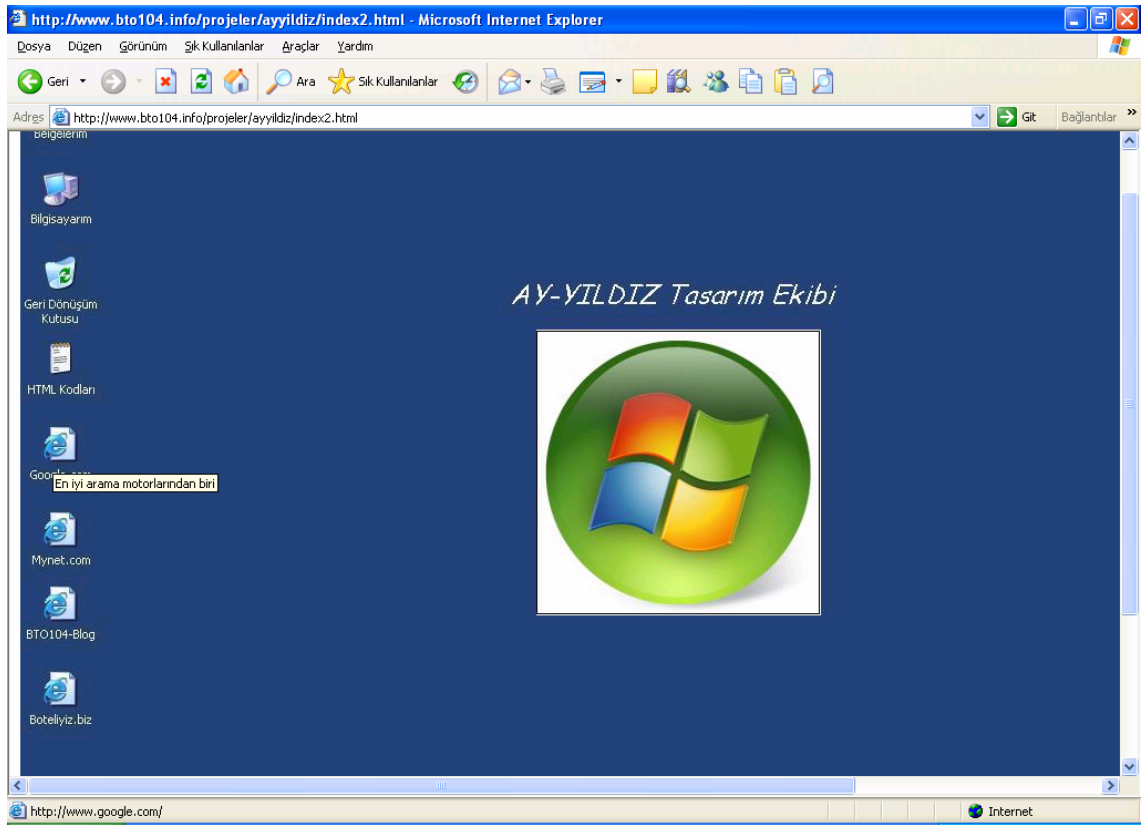 http://www.bto104.info/projeler/ayyildiz/index2.html - Microsoft Internet Explorer
Dosya Düzen Görünüm Sık Kullanılanlar Araçlar Yardım
Geri Ara Sık Kullanılanlar
Adres http://www.bto104.info/projeler/ayyildiz/index2.html Git Bağlantılar »
Belgelerim
Bilgisayarım
Geri Dönüşüm
Kutusu
AY-YILDIZ Tasarım Ekibi
HTML Kodları
Google.com
En iyi arama motorlarından biri
Mynet.com
BTO104-Blog
Boteliyiz.biz
http://www.google.com/ Internet